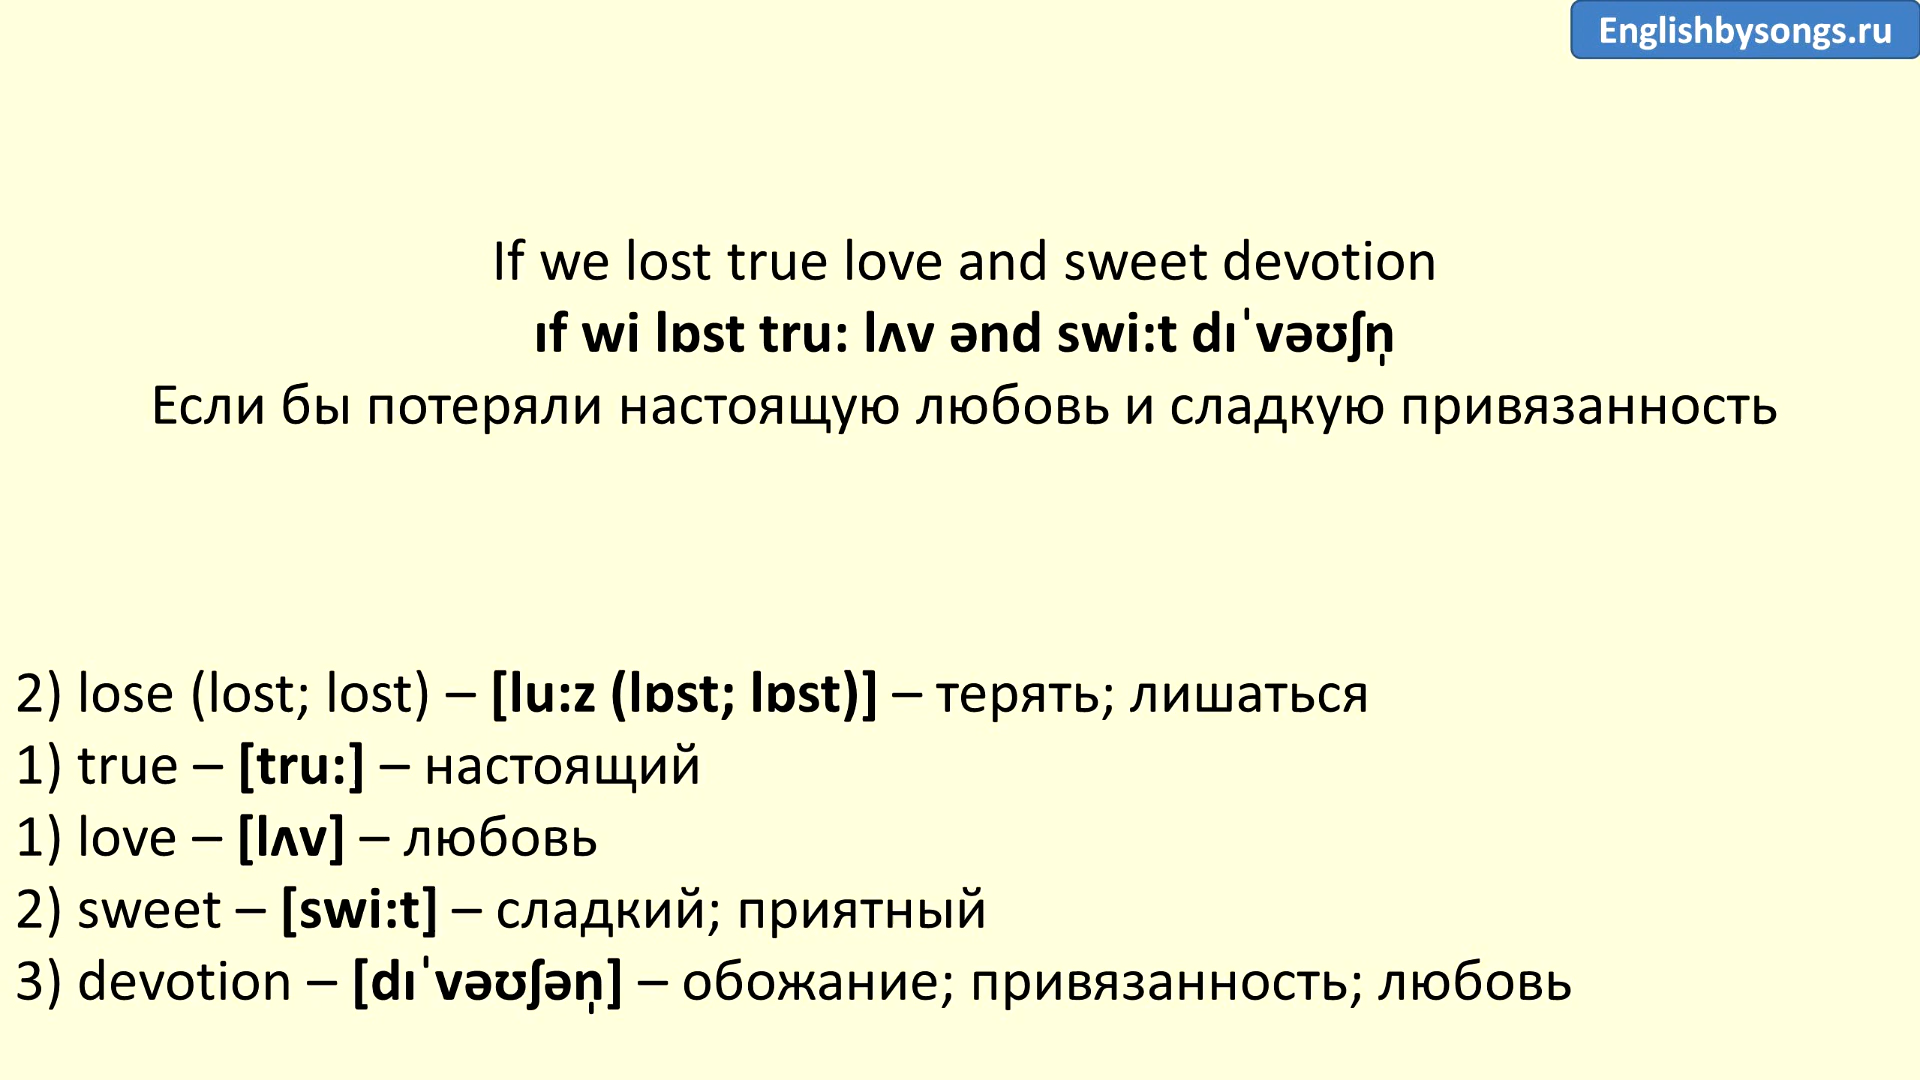 Englishbysongs.ru
If we lost true love and sweet devotion
ɪf wi lɒst tru: lʌv ənd swi:t dɪˈvəʊʃn̩
Если бы потеряли настоящую любовь и сладкую привязанность
2) lose (lost; lost) – [lu:z (lɒst; lɒst)] – терять; лишаться
1) true – [tru:] – настоящий
1) love – [lʌv] – любовь
2) sweet – [swi:t] – сладкий; приятный
3) devotion – [dɪˈvəʊʃən̩] – обожание; привязанность; любовь